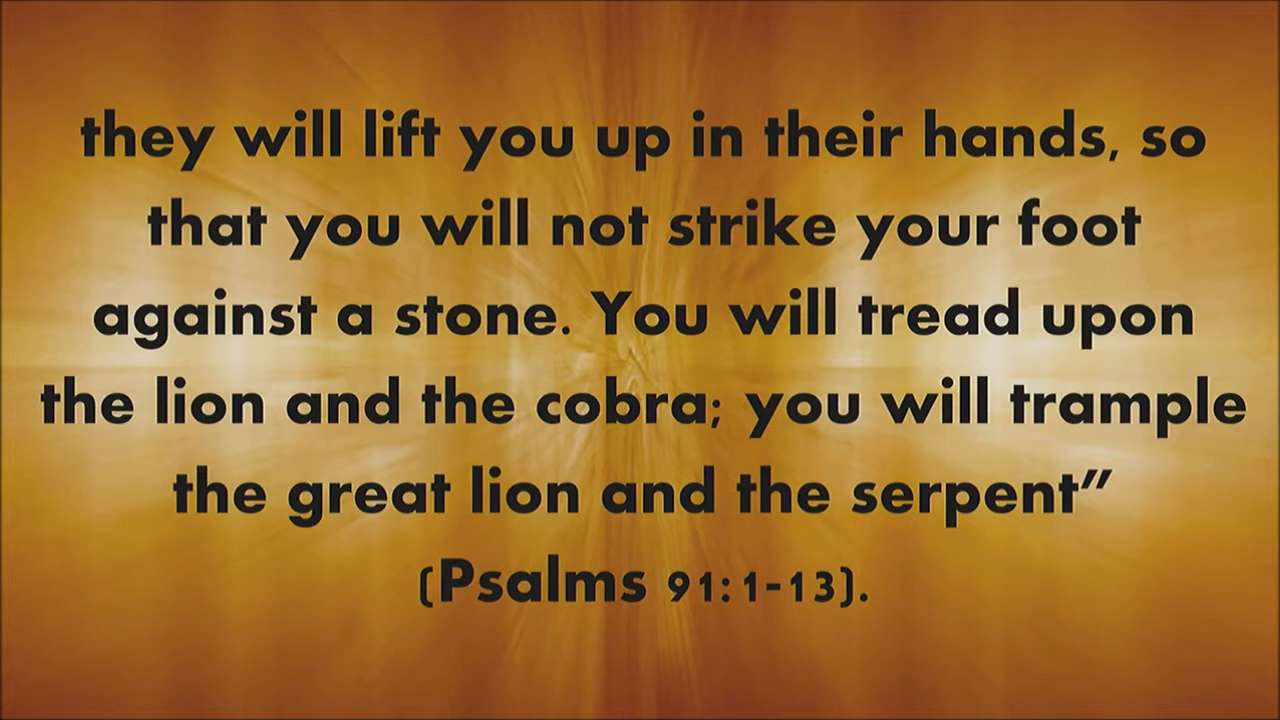 they will lift you up in their hands, so
that you will not strike your foot
against a stone. You will tread upon
the lion and the cobra; you will trample
the great lion and the serpent”
(Psalms 91:1-13).